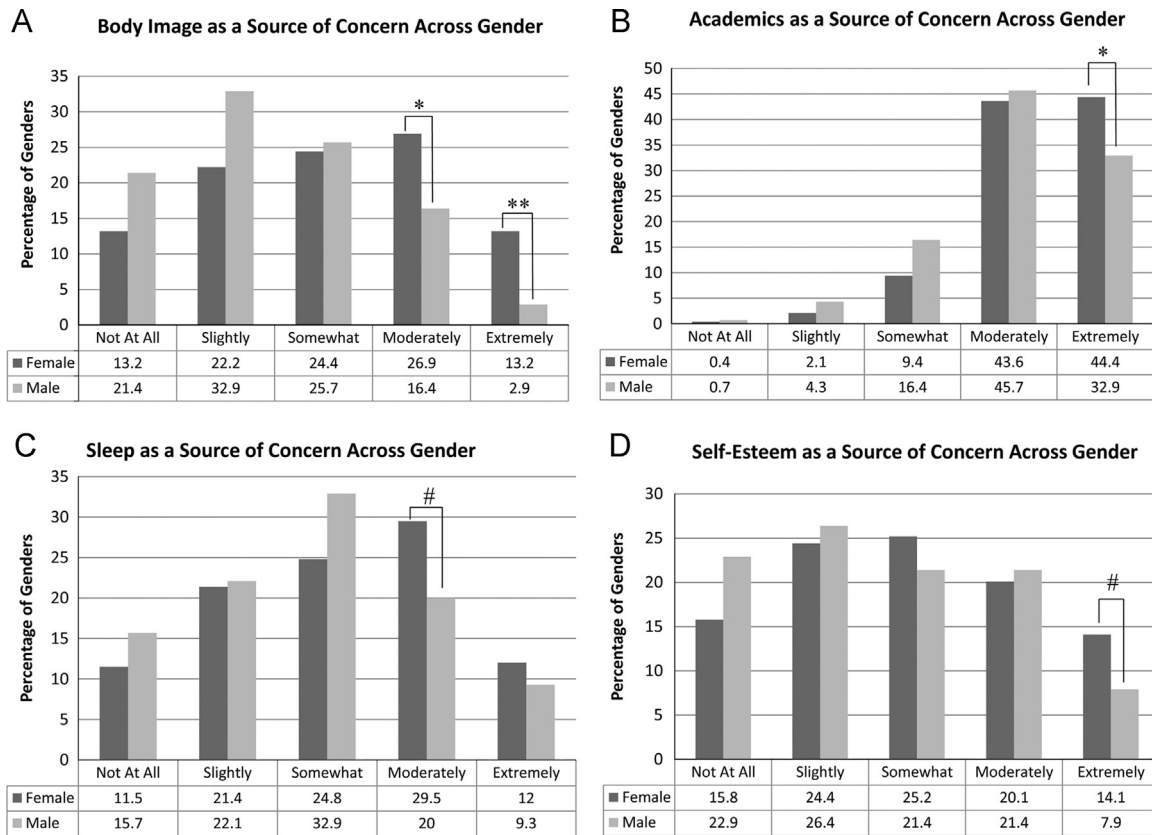 A
Body Image as a Source of Concern Across Gender
Percentage of Genders
35
30
25
20
15
10
5
0
*
**
Not At All Slightly Somewhat Moderately Extremely
Female 13.2 22.2 24.4 26.9 13.2
Male 21.4 32.9 25.7 16.4 2.9
B
Academics as a Source of Concern Across Gender
Percentage of Genders
50
45
40
35
30
25
20
15
10
5
0
*
Not At All Slightly Somewhat Moderately Extremely
Female 0.4 2.1 9.4 43.6 44.4
Male 0.7 4.3 16.4 45.7 32.9
C
Sleep as a Source of Concern Across Gender
Percentage of Genders
35
30
25
20
15
10
5
0
#
Not At All Slightly Somewhat Moderately Extremely
Female 11.5 21.4 24.8 29.5 12
Male 15.7 22.1 32.9 20 9.3
D
Self-Esteem as a Source of Concern Across Gender
Percentage of Genders
30
25
20
15
10
5
0
#
Not At All Slightly Somewhat Moderately Extremely
Female 15.8 24.4 25.2 20.1 14.1
Male 22.9 26.4 21.4 21.4 7.9